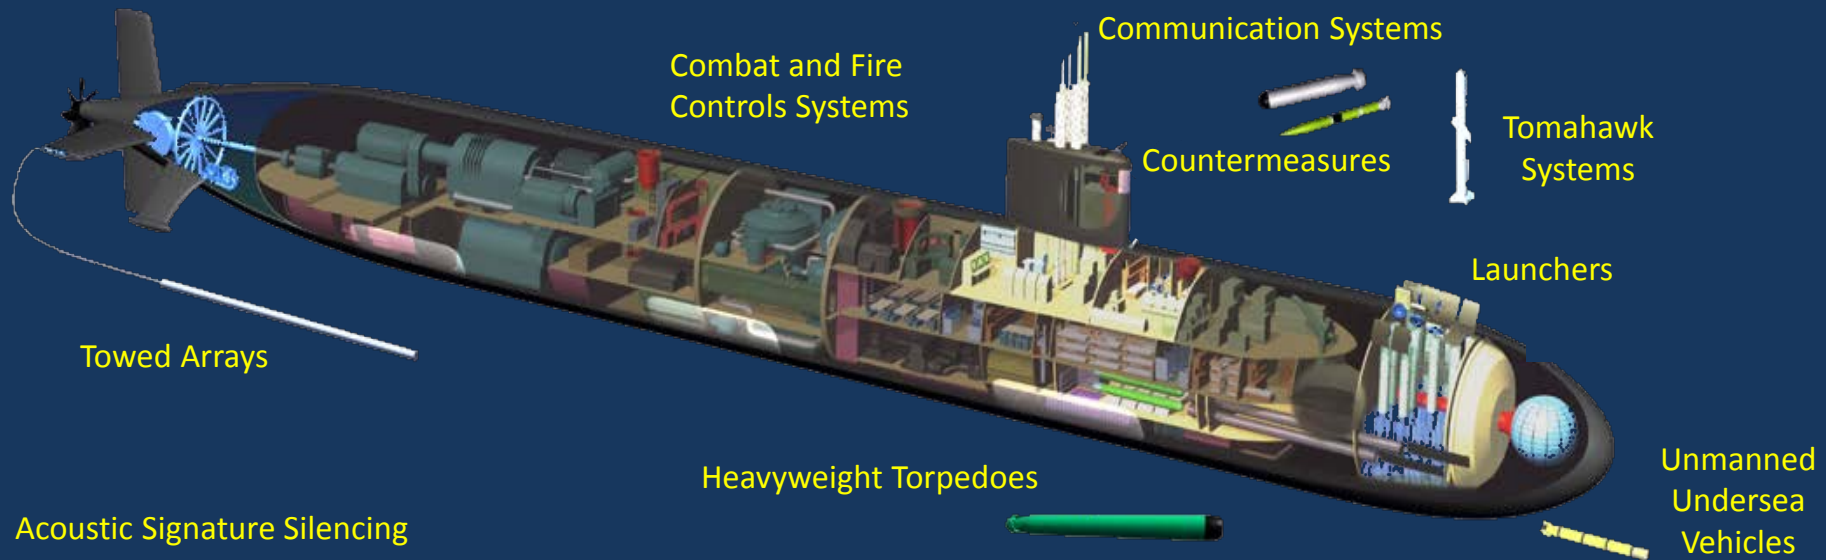 Communication Systems
Combat and Fire
Controls Systems
Countermeasures
Tomahawk
Systems
Launchers
Towed Arrays
Heavyweight Torpedoes
Unmanned
Undersea
Vehicles
Acoustic Signature Silencing